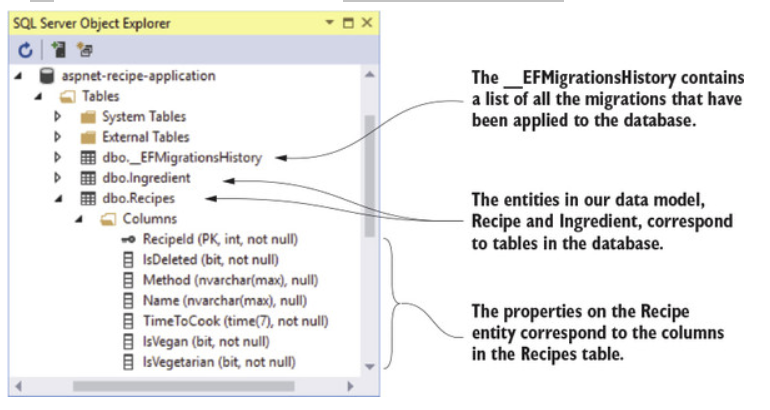 SQL Server Object Explorer
aspnet-recipe-application
Tables
System Tables
External Tables
dbo.__EFMigrationsHistory
dbo.Ingredient
dbo.Recipes
Columns
RecipeId (PK, int, not null)
IsDeleted (bit, not null)
Method (nvarchar(max), null)
Name (nvarchar(max), null)
TimeToCook (time(7), not null)
IsVegan (bit, not null)
IsVegetarian (bit, not null)
The __EFMigrationsHistory contains
a list of all the migrations that have
been applied to the database.
The entities in our data model,
Recipe and Ingredient, correspond
to tables in the database.
The properties on the Recipe
entity correspond to the columns
in the Recipes table.